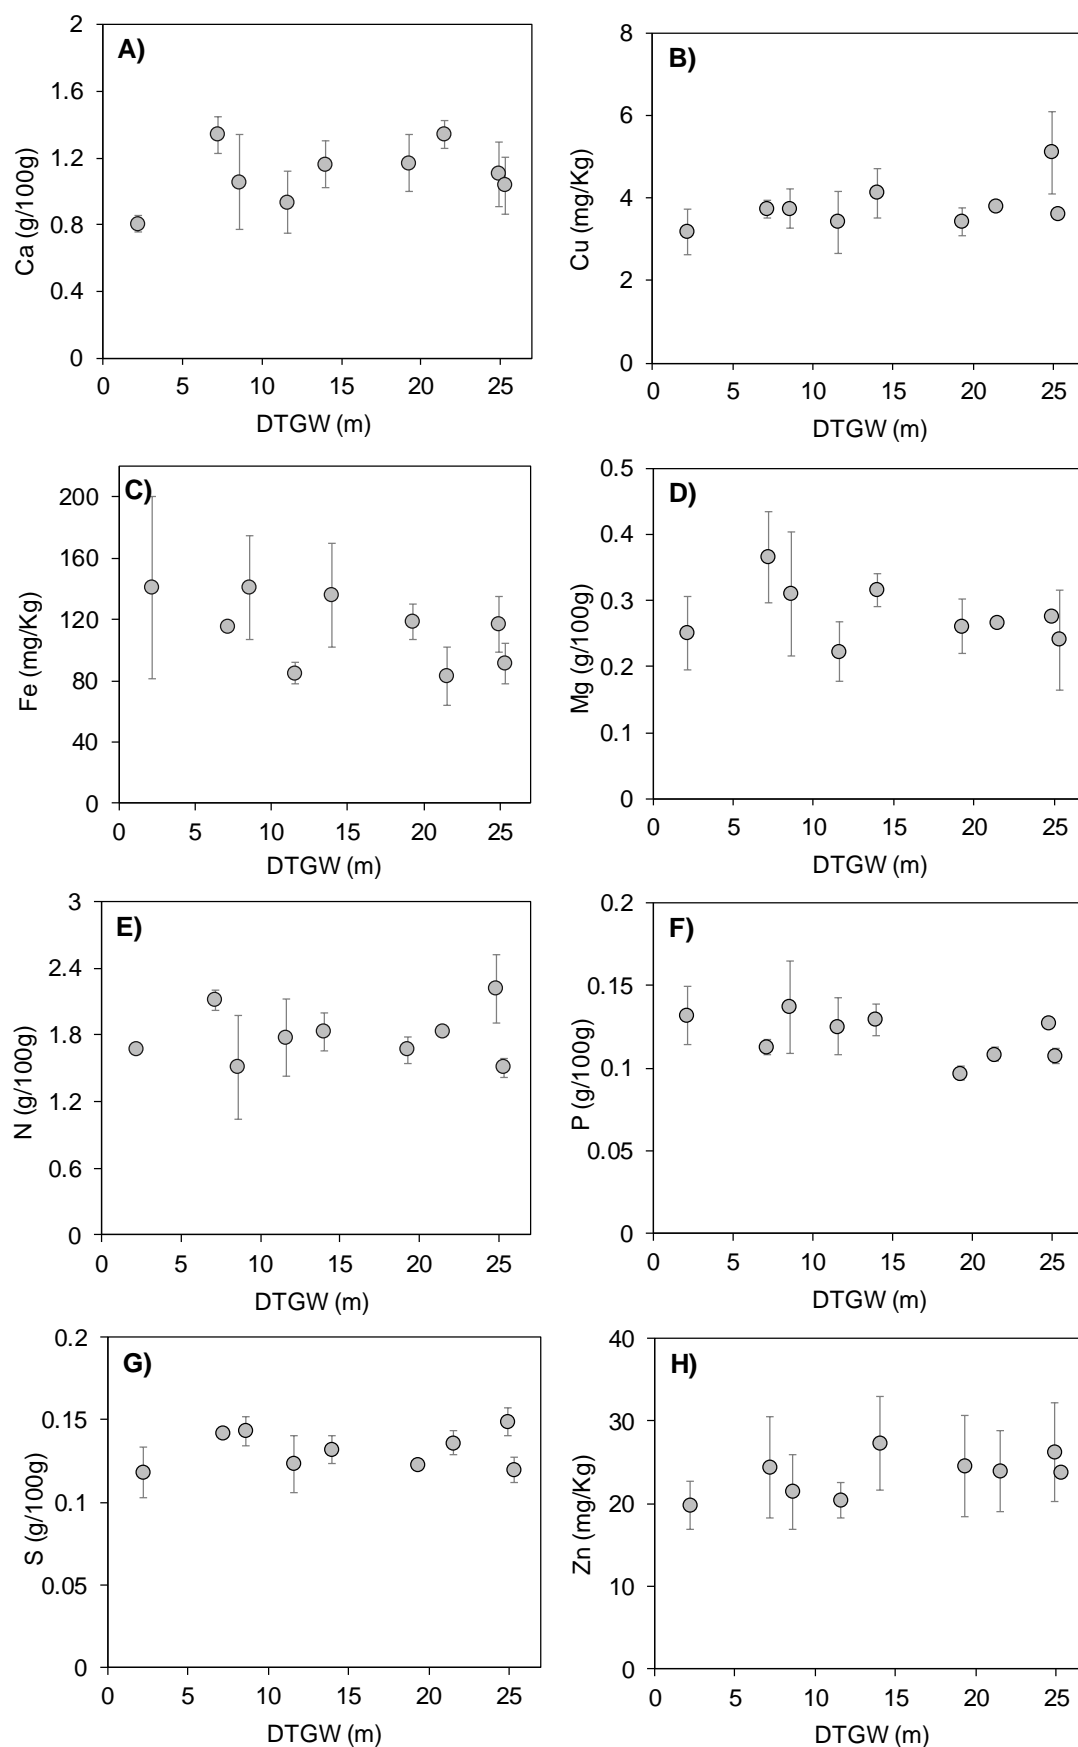 A)
Ca (g/100g)
2
1.6
1.2
0.8
0.4
0
0 5 10 15 20 25
DTGW (m)
B)
Cu (mg/Kg)
8
6
4
2
0
0 5 10 15 20 25
DTGW (m)
C)
Fe (mg/Kg)
200
160
120
80
40
0
0 5 10 15 20 25
DTGW (m)
D)
Mg (g/100g)
0.5
0.4
0.3
0.2
0.1
0
0 5 10 15 20 25
DTGW (m)
E)
N (g/100g)
3
2.4
1.8
1.2
0.6
0
0 5 10 15 20 25
DTGW (m)
F)
P (g/100g)
0.2
0.15
0.1
0.05
0
0 5 10 15 20 25
DTGW (m)
G)
S (g/100g)
0.2
0.15
0.1
0.05
0
0 5 10 15 20 25
DTGW (m)
H)
Zn (mg/Kg)
40
30
20
10
0
0 5 10 15 20 25
DTGW (m)